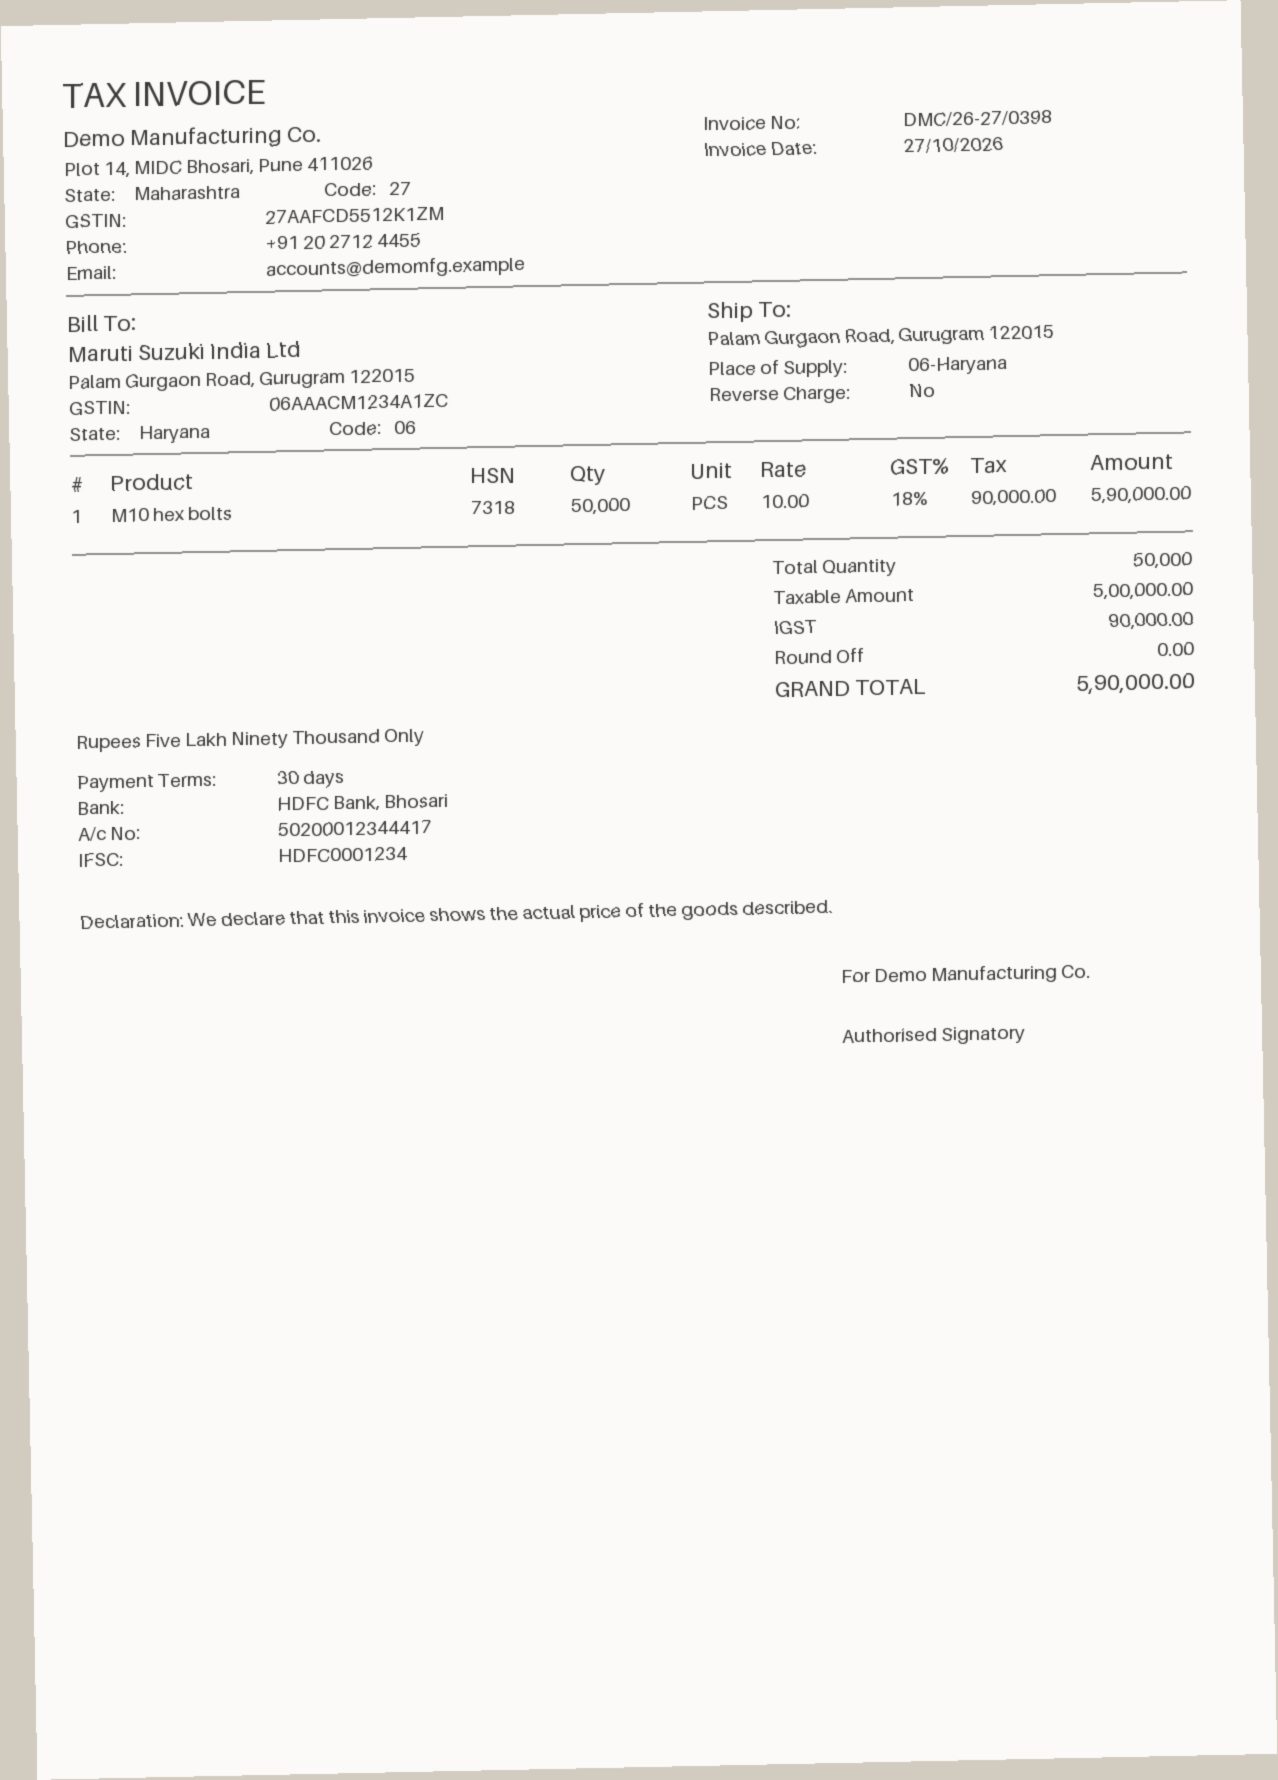 TAX INVOICE
Demo Manufacturing Co.
Plot 14, MIDC Bhosari, Pune 411026
State: Maharashtra Code: 27
GSTIN: 27AAFCD5512K1ZM
Phone: +91 20 2712 4455
Email: accounts@demomfg.example
Invoice No: DMC/26-27/0398
Invoice Date: 27/10/2026
Bill To:
Maruti Suzuki India Ltd
Palam Gurgaon Road, Gurugram 122015
GSTIN: 06AAACM1234A1ZC
State: Haryana Code: 06
Ship To:
Palam Gurgaon Road, Gurugram 122015
Place of Supply: 06-Haryana
Reverse Charge: No
# Product HSN Qty Unit Rate GST% Tax Amount
1 M10 hex bolts 7318 50,000 PCS 10.00 18% 90,000.00 5,90,000.00
Total Quantity 50,000
Taxable Amount 5,00,000.00
IGST 90,000.00
Round Off 0.00
GRAND TOTAL 5,90,000.00
Rupees Five Lakh Ninety Thousand Only
Payment Terms: 30 days
Bank: HDFC Bank, Bhosari
A/c No: 50200012344417
IFSC: HDFC0001234
Declaration: We declare that this invoice shows the actual price of the goods described.
For Demo Manufacturing Co.
Authorised Signatory